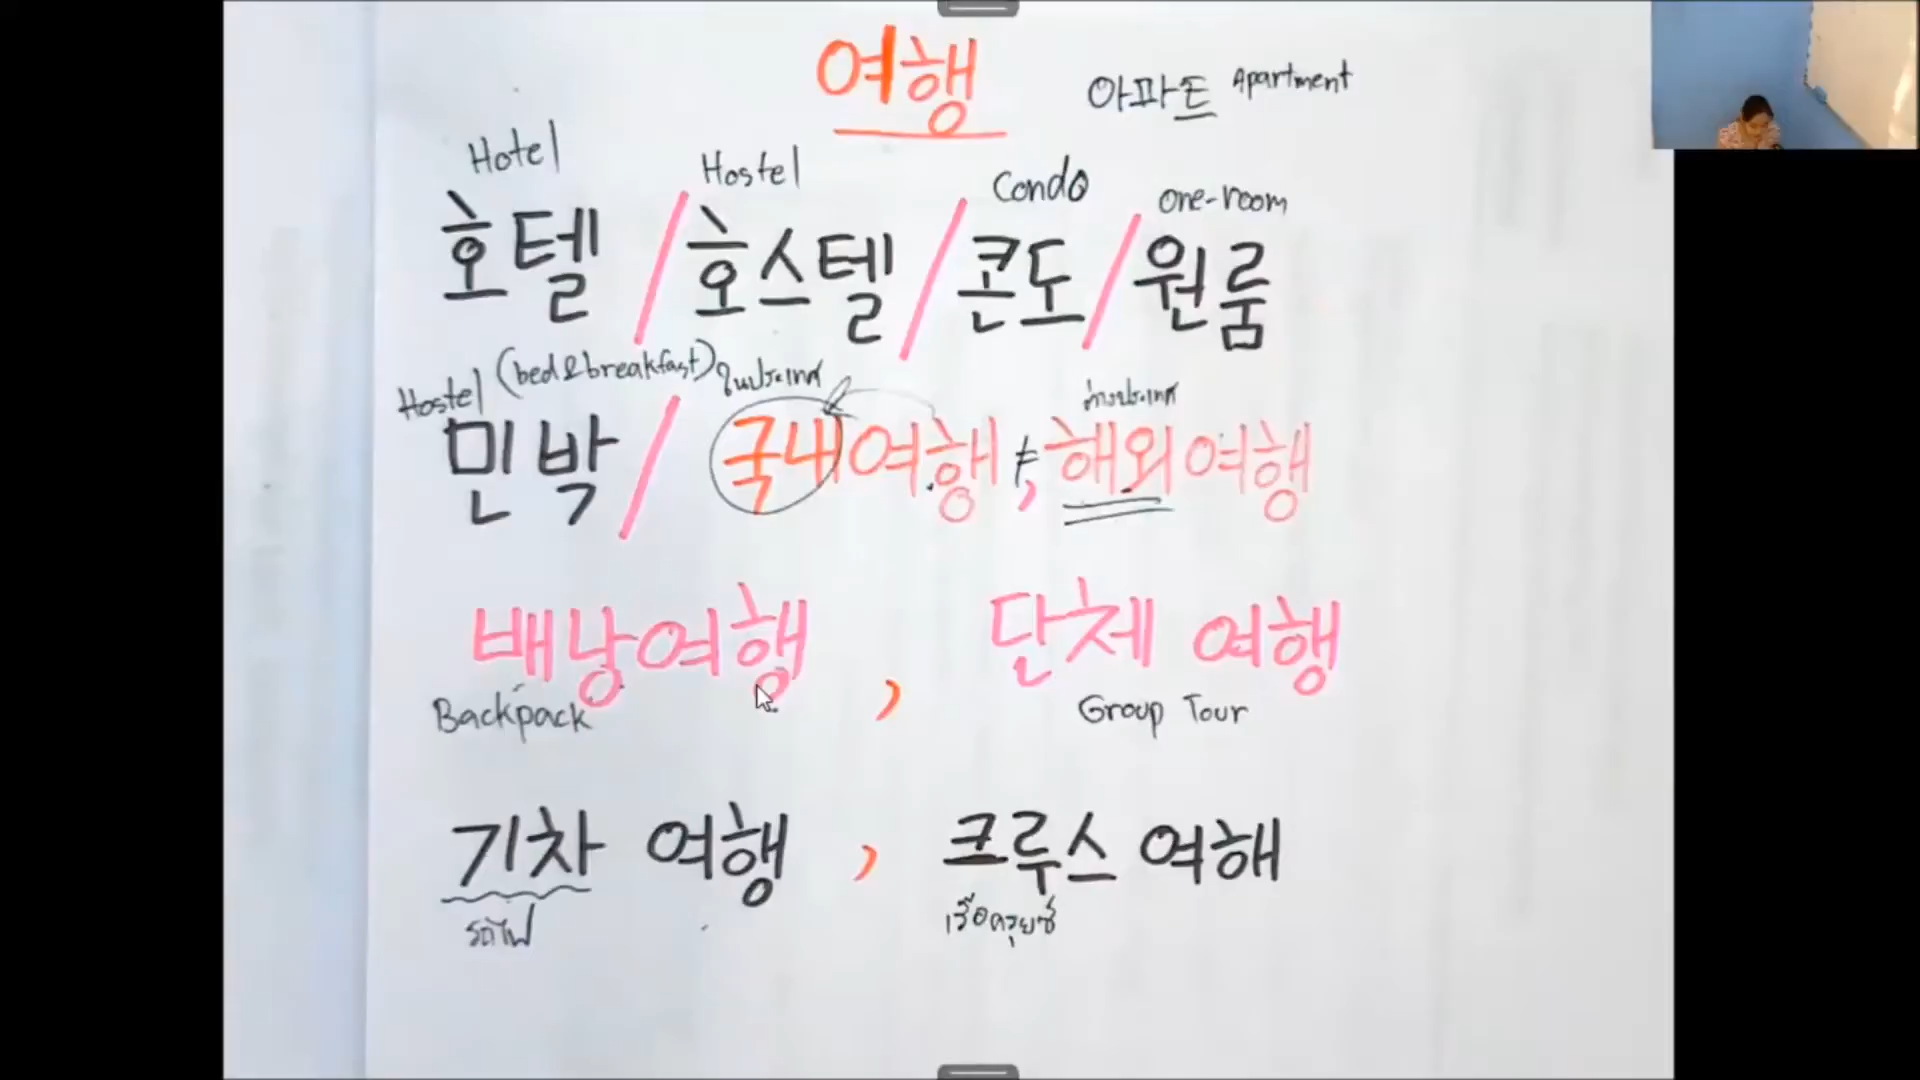 여행
아파트 Apartment
Hotel Hostel Condo One-room
호텔 / 호스텔 / 콘도 / 원룸
Hostel (bed & breakfast) ในประเทศ ต่างประเทศ
민박 / 국내여행 ≠, 해외여행
배낭여행 , 단체 여행
Backpack Group Tour
기차 여행 , 크루스 여해
รถไฟ เรือครุยซ์